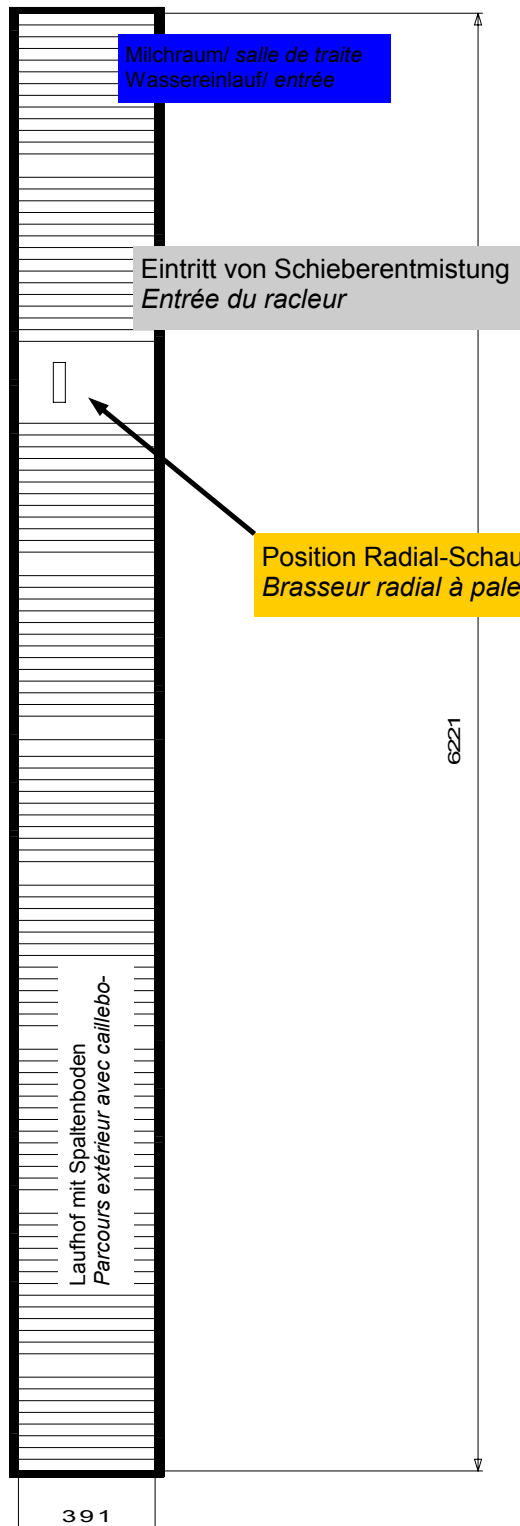 Milchraum/ salle de traite
Wassereinlauf/ entrée
Eintritt von Schieberentmistung
Entrée du racleur
Position Radial-Schau
Brasseur radial à pale
6221
Laufhof mit Spaltenboden
Parcours extérieur avec caillebo-
391